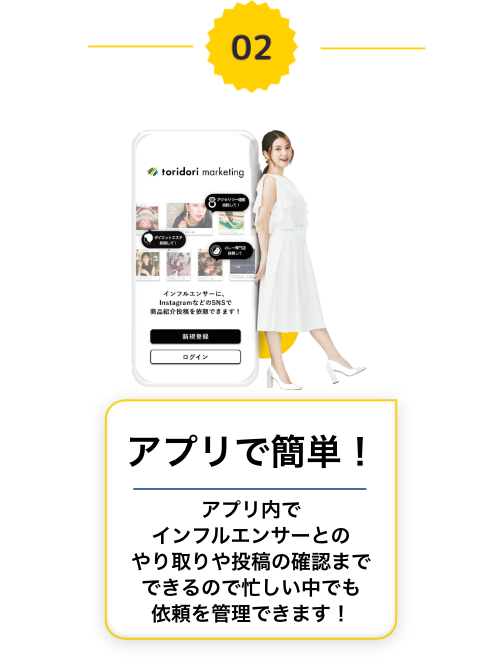 02
toridori marketing
アクセサリー通販
依頼して！
ダイエットエステ
依頼して！
カレー専門店
依頼して
インフルエンサーに、
InstagramなどのSNSで
商品紹介投稿を依頼できます！
新規登録
ログイン
アプリで簡単！
アプリ内で
インフルエンサーとの
やり取りや投稿の確認まで
できるので忙しい中でも
依頼を管理できます！